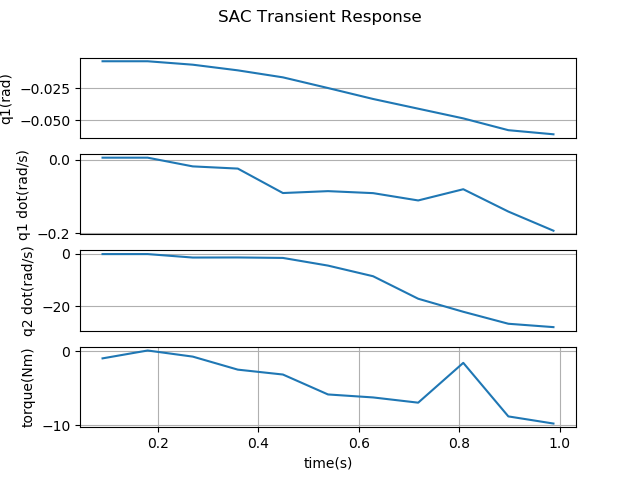 SAC Transient Response
q1(rad)
−0.025
−0.050
q1 dot(rad/s)
0.0
−0.2
q2 dot(rad/s)
0
−20
torque(Nm)
0
−10
0.2 0.4 0.6 0.8 1.0
time(s)